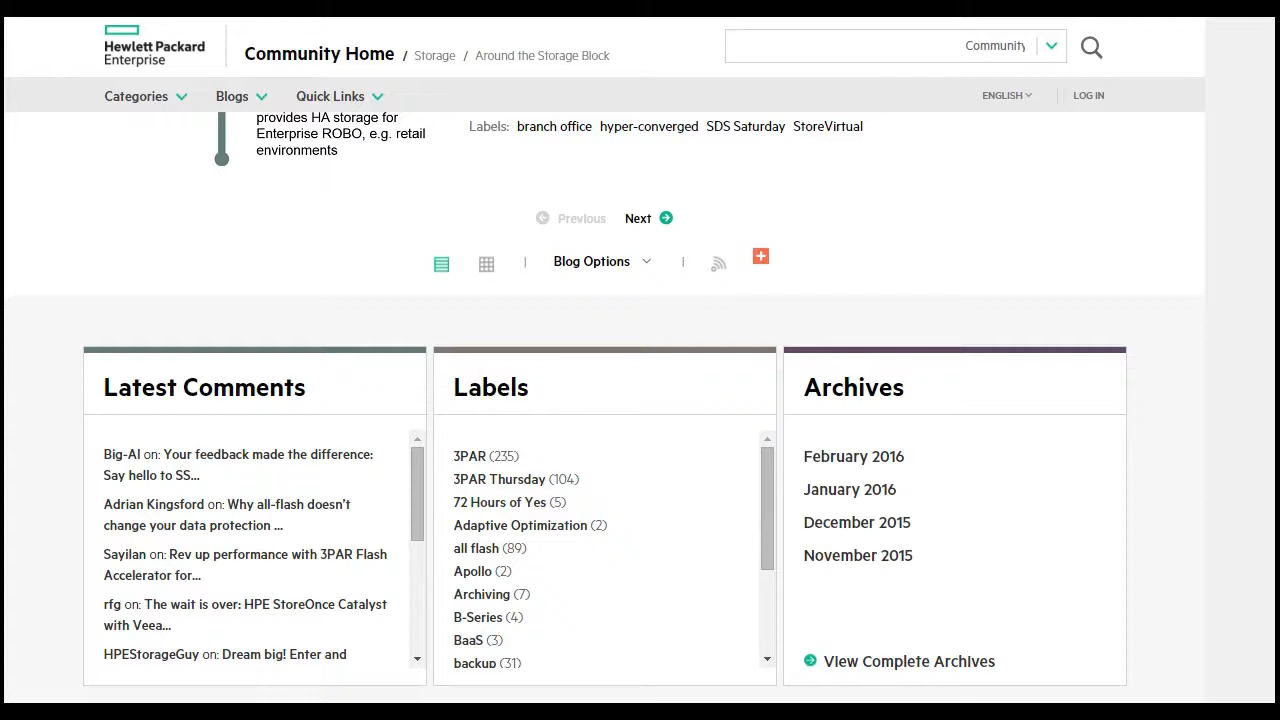 Hewlett Packard
Enterprise
Community Home / Storage / Around the Storage Block
Community
Categories Blogs Quick Links ENGLISH LOG IN
provides HA storage for
Enterprise ROBO, e.g. retail
environments
Labels: branch office hyper-converged SDS Saturday StoreVirtual
Previous Next
Blog Options
Latest Comments
Big-Al on: Your feedback made the difference:
Say hello to SS...
Adrian Kingsford on: Why all-flash doesn't
change your data protection ...
Sayilan on: Rev up performance with 3PAR Flash
Accelerator for...
rfg on: The wait is over: HPE StoreOnce Catalyst
with Veea...
HPEStorageGuy on: Dream big! Enter and
Labels
3PAR (235)
3PAR Thursday (104)
72 Hours of Yes (5)
Adaptive Optimization (2)
all flash (89)
Apollo (2)
Archiving (7)
B-Series (4)
BaaS (3)
backup (31)
Archives
February 2016
January 2016
December 2015
November 2015
View Complete Archives